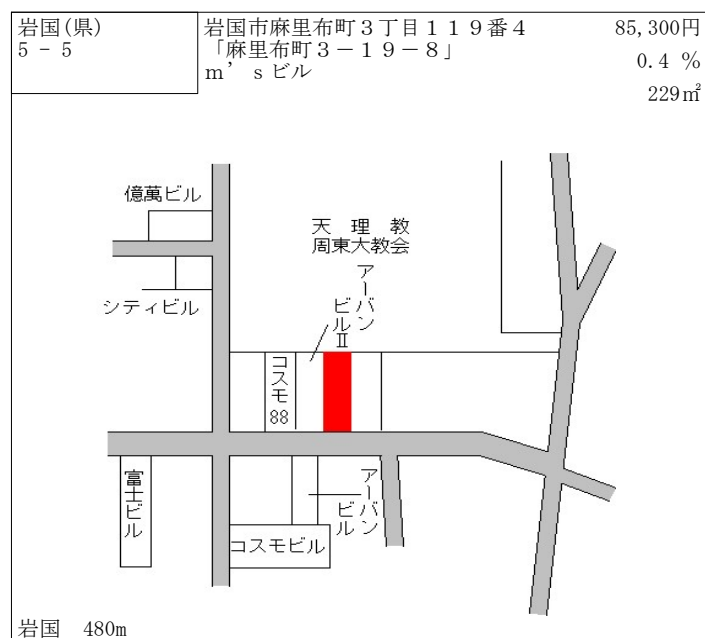 岩国(県)
5 - 5
岩国市麻里布町３丁目１１９番４
「麻里布町３－１９－８」
ｍ’ｓビル
85,300円
0.4 %
229㎡
億萬ビル
天理教
周東大教会
アーバン
ビルⅡ
シティビル
コスモ88
富士ビル
アーバン
ビル
コスモビル
岩国 480m